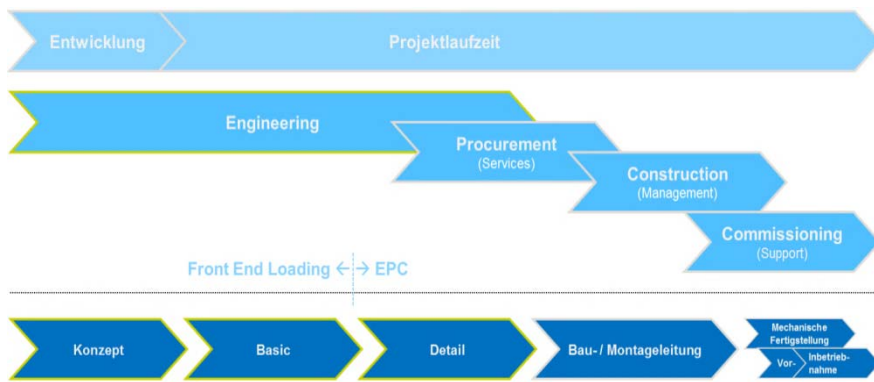 Entwicklung
Projektlaufzeit
Engineering
Procurement
(Services)
Construction
(Management)
Commissioning
(Support)
Front End Loading ← → EPC
Konzept
Basic
Detail
Bau- / Montageleitung
Mechanische
Fertigstellung
Vor-
Inbetrieb-
nahme